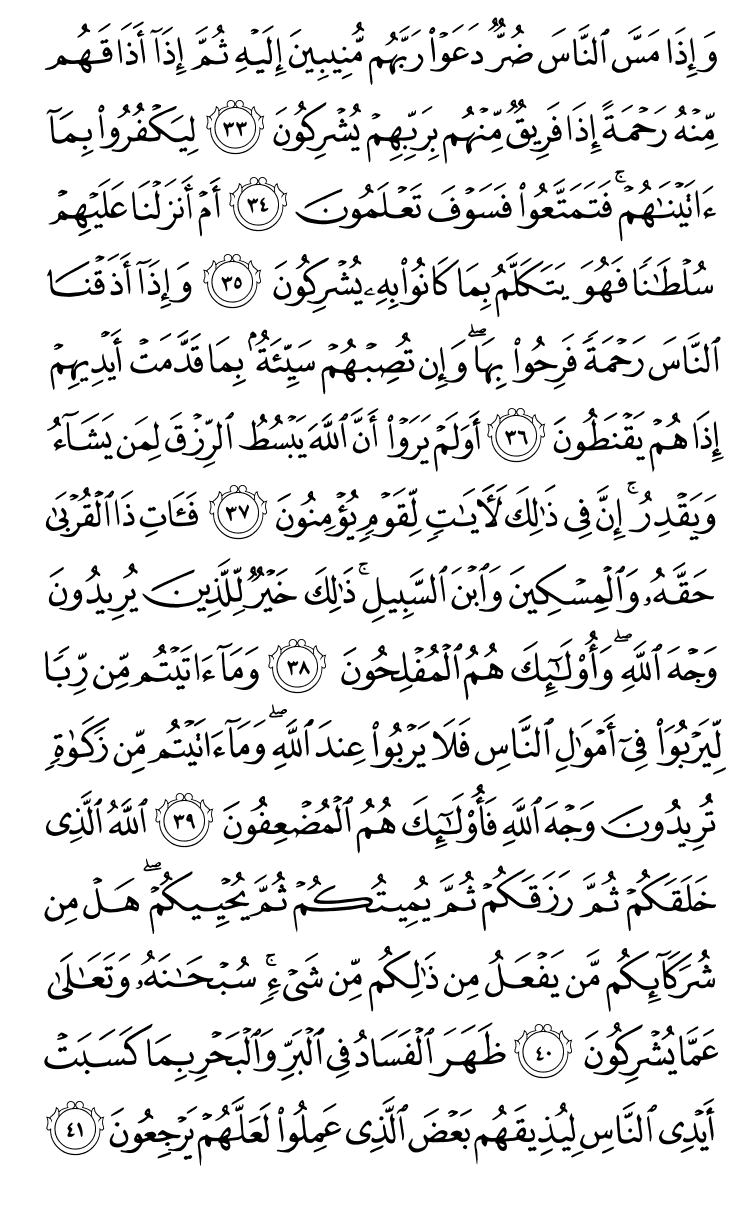 وَإِذَا مَسَّ ٱلنَّاسَ ضُرٌّ دَعَوْا۟ رَبَّهُم مُّنِيبِينَ إِلَيْهِ ثُمَّ إِذَآ أَذَاقَهُم
مِّنْهُ رَحْمَةً إِذَا فَرِيقٌ مِّنْهُم بِرَبِّهِمْ يُشْرِكُونَ ٣٣ لِيَكْفُرُوا۟ بِمَآ
ءَاتَيْنَٰهُمْ ۚ فَتَمَتَّعُوا۟ فَسَوْفَ تَعْلَمُونَ ٣٤ أَمْ أَنزَلْنَا عَلَيْهِمْ
سُلْطَٰنًا فَهُوَ يَتَكَلَّمُ بِمَا كَانُوا۟ بِهِۦ يُشْرِكُونَ ٣٥ وَإِذَآ أَذَقْنَا
ٱلنَّاسَ رَحْمَةً فَرِحُوا۟ بِهَا ۖ وَإِن تُصِبْهُمْ سَيِّئَةٌۢ بِمَا قَدَّمَتْ أَيْدِيهِمْ
إِذَا هُمْ يَقْنَطُونَ ٣٦ أَوَلَمْ يَرَوْا۟ أَنَّ ٱللَّهَ يَبْسُطُ ٱلرِّزْقَ لِمَن يَشَآءُ
وَيَقْدِرُ ۚ إِنَّ فِى ذَٰلِكَ لَءَايَٰتٍ لِّقَوْمٍ يُؤْمِنُونَ ٣٧ فَـَٔاتِ ذَا ٱلْقُرْبَىٰ
حَقَّهُۥ وَٱلْمِسْكِينَ وَٱبْنَ ٱلسَّبِيلِ ۚ ذَٰلِكَ خَيْرٌ لِّلَّذِينَ يُرِيدُونَ
وَجْهَ ٱللَّهِ ۖ وَأُو۟لَٰٓئِكَ هُمُ ٱلْمُفْلِحُونَ ٣٨ وَمَآ ءَاتَيْتُم مِّن رِّبًا
لِّيَرْبُوَا۟ فِىٓ أَمْوَٰلِ ٱلنَّاسِ فَلَا يَرْبُوا۟ عِندَ ٱللَّهِ ۖ وَمَآ ءَاتَيْتُم مِّن زَكَوٰةٍ
تُرِيدُونَ وَجْهَ ٱللَّهِ فَأُو۟لَٰٓئِكَ هُمُ ٱلْمُضْعِفُونَ ٣٩ ٱللَّهُ ٱلَّذِى
خَلَقَكُمْ ثُمَّ رَزَقَكُمْ ثُمَّ يُمِيتُكُمْ ثُمَّ يُحْيِيكُمْ ۖ هَلْ مِن
شُرَكَآئِكُم مَّن يَفْعَلُ مِن ذَٰلِكُم مِّن شَىْءٍ ۚ سُبْحَٰنَهُۥ وَتَعَٰلَىٰ
عَمَّا يُشْرِكُونَ ٤٠ ظَهَرَ ٱلْفَسَادُ فِى ٱلْبَرِّ وَٱلْبَحْرِ بِمَا كَسَبَتْ
أَيْدِى ٱلنَّاسِ لِيُذِيقَهُم بَعْضَ ٱلَّذِى عَمِلُوا۟ لَعَلَّهُمْ يَرْجِعُونَ ٤١